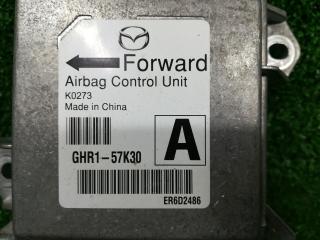 Forward
Airbag Control Unit
K0273
Made in China
A
GHR1-57K30
ER6D2486